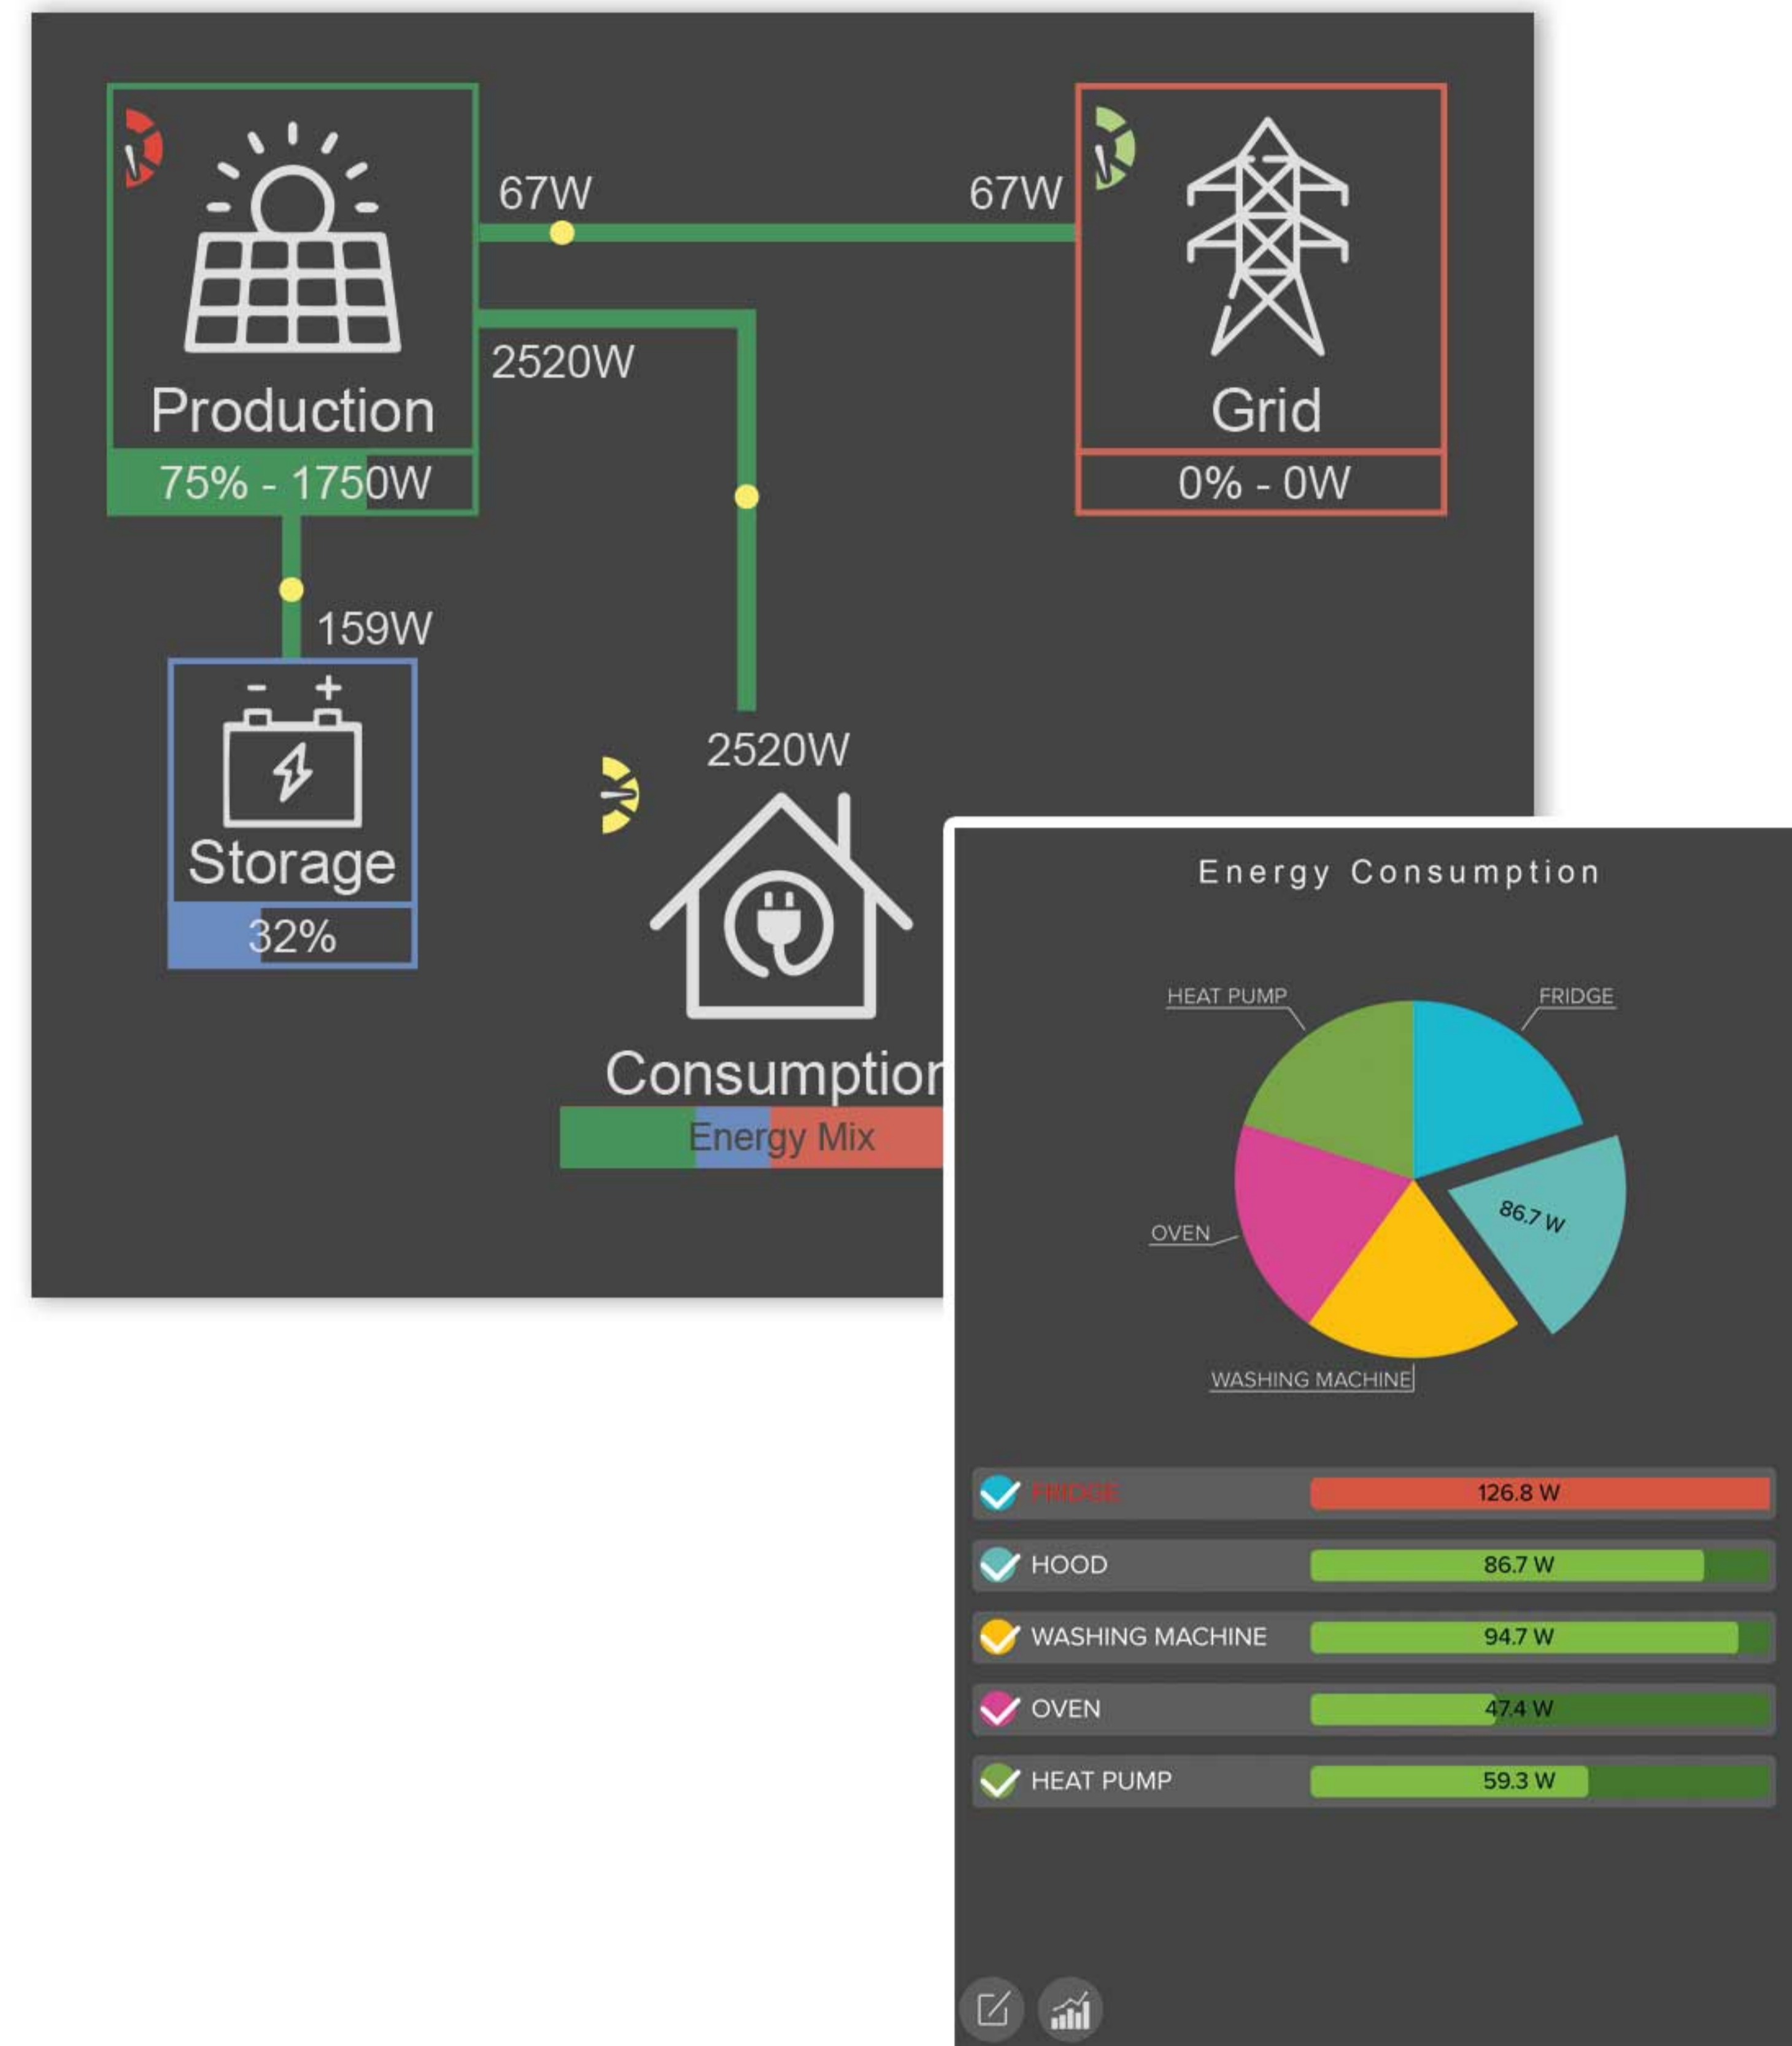 67W
67W
2520W
Production
75% - 1750W
Grid
0% - 0W
159W
- +
Storage
32%
2520W
Consumption
Energy Mix
Energy Consumption
HEAT PUMP
FRIDGE
86.7 W
OVEN
WASHING MACHINE
FRIDGE 126.8 W
HOOD 86.7 W
WASHING MACHINE 94.7 W
OVEN 47.4 W
HEAT PUMP 59.3 W